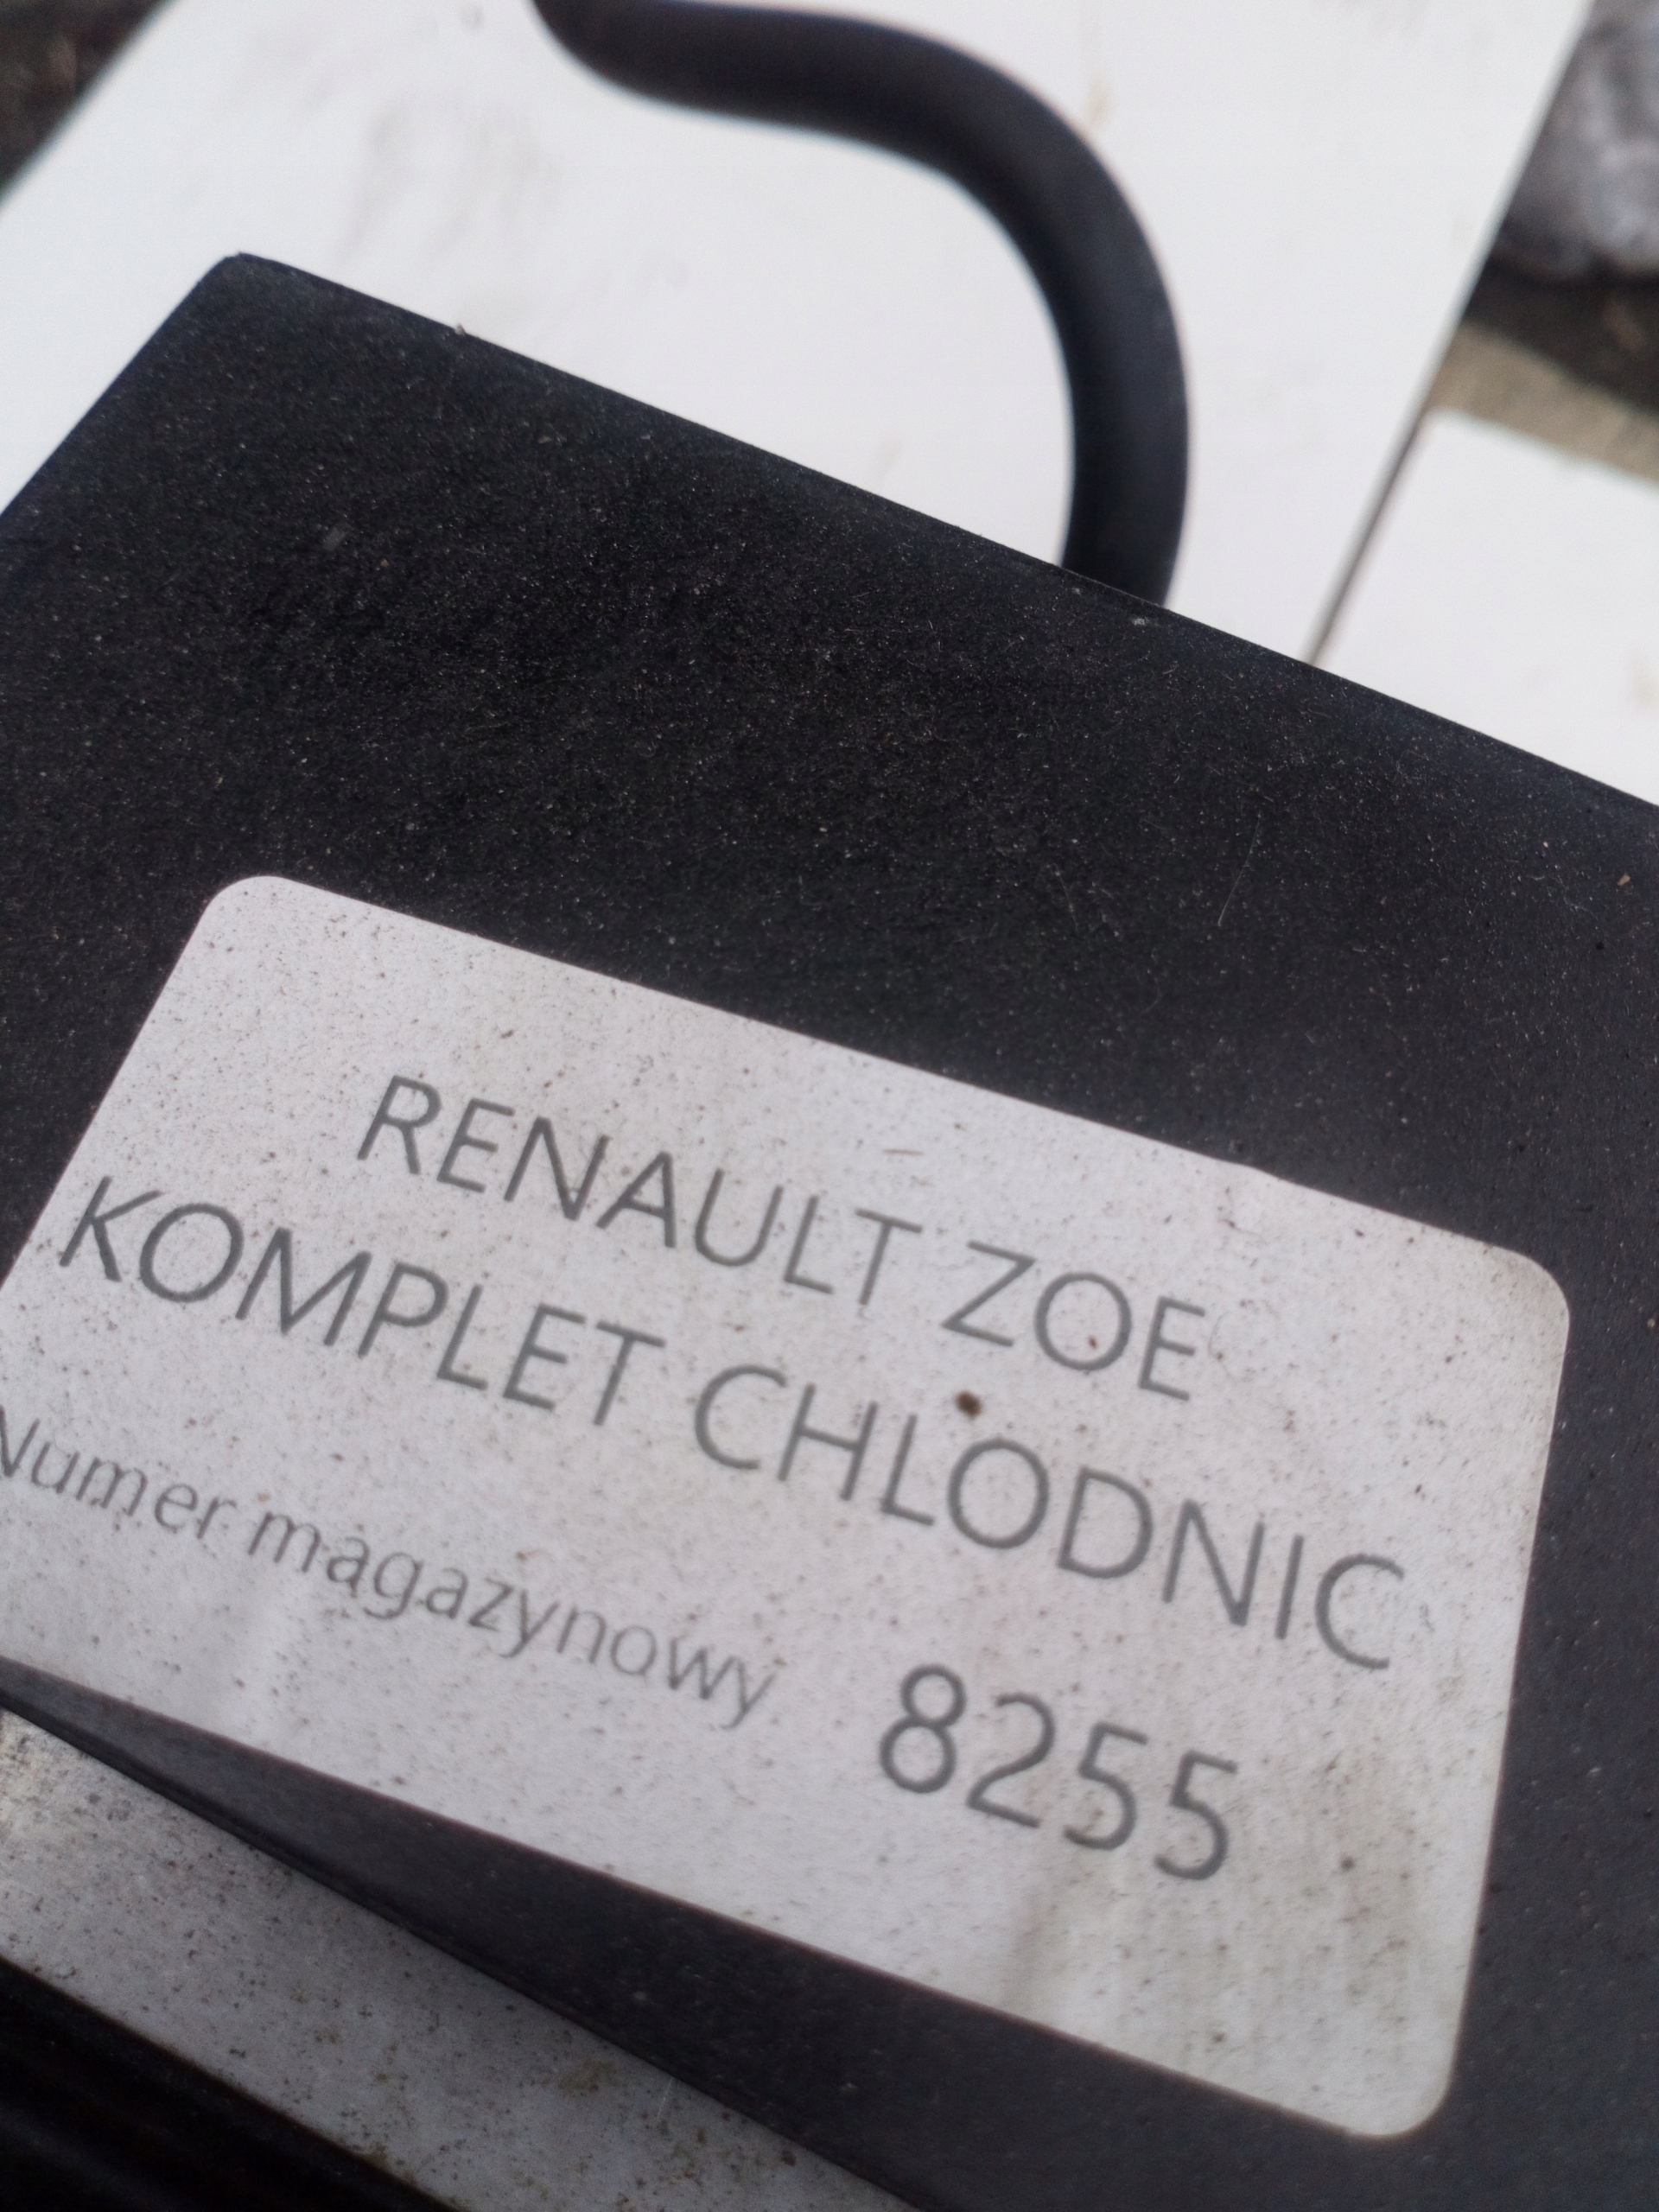 RENAULT ZOE
KOMPLET CHLODNIC
Numer magazynowy 8255